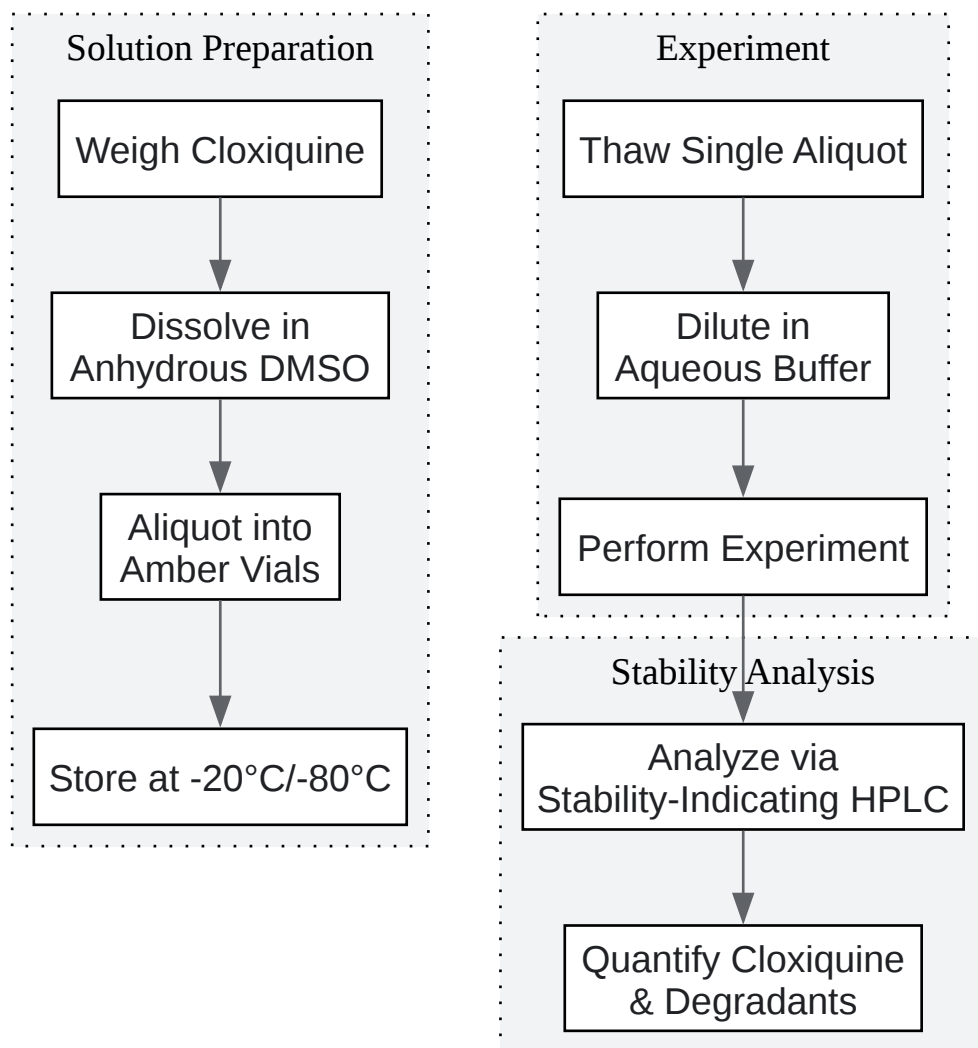 Solution Preparation
Weigh Cloxiquine
Dissolve in
Anhydrous DMSO
Aliquot into
Amber Vials
Store at -20°C/-80°C
Experiment
Thaw Single Aliquot
Dilute in
Aqueous Buffer
Perform Experiment
Stability Analysis
Analyze via
Stability-Indicating HPLC
Quantify Cloxiquine
& Degradants